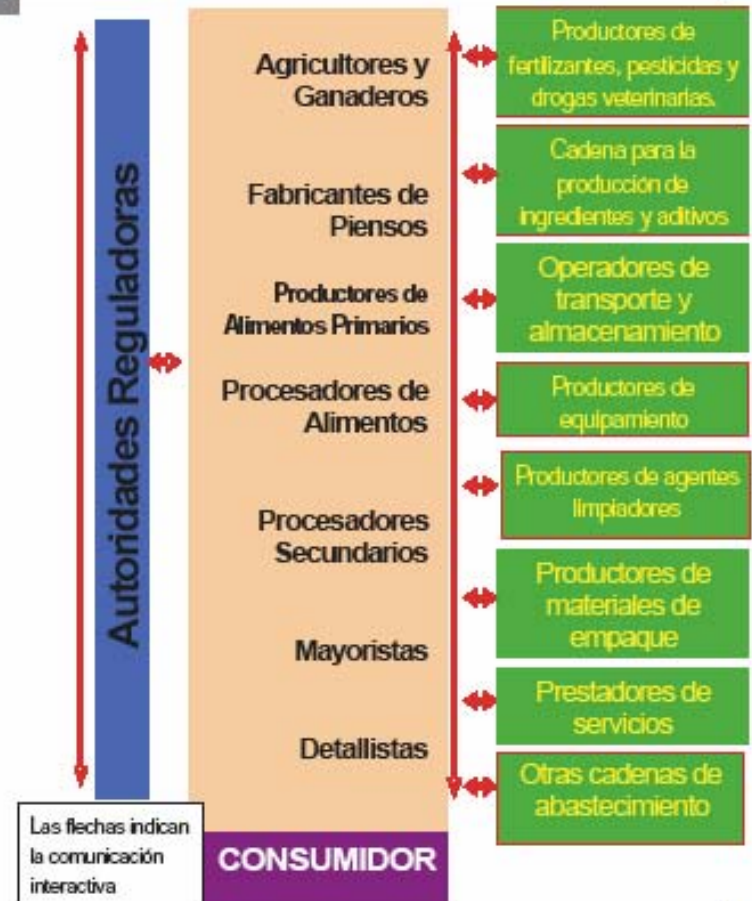 Autoridades Reguladoras
Agricultores y
Ganaderos
Fabricantes de
Piensos
Productores de
Alimentos Primarios
Procesadores de
Alimentos
Procesadores
Secundarios
Mayoristas
Detallistas
CONSUMIDOR
Productores de
fertilizantes, pesticidas y
drogas veterinarias.
Cadena para la
producción de
ingredientes y aditivos
Operadores de
transporte y
almacenamiento
Productores de
equipamiento
Productores de agentes
limpiadores
Productores de
materiales de
empaque
Prestadores de
servicios
Otras cadenas de
abastecimiento
Las flechas indican
la comunicación
interactiva